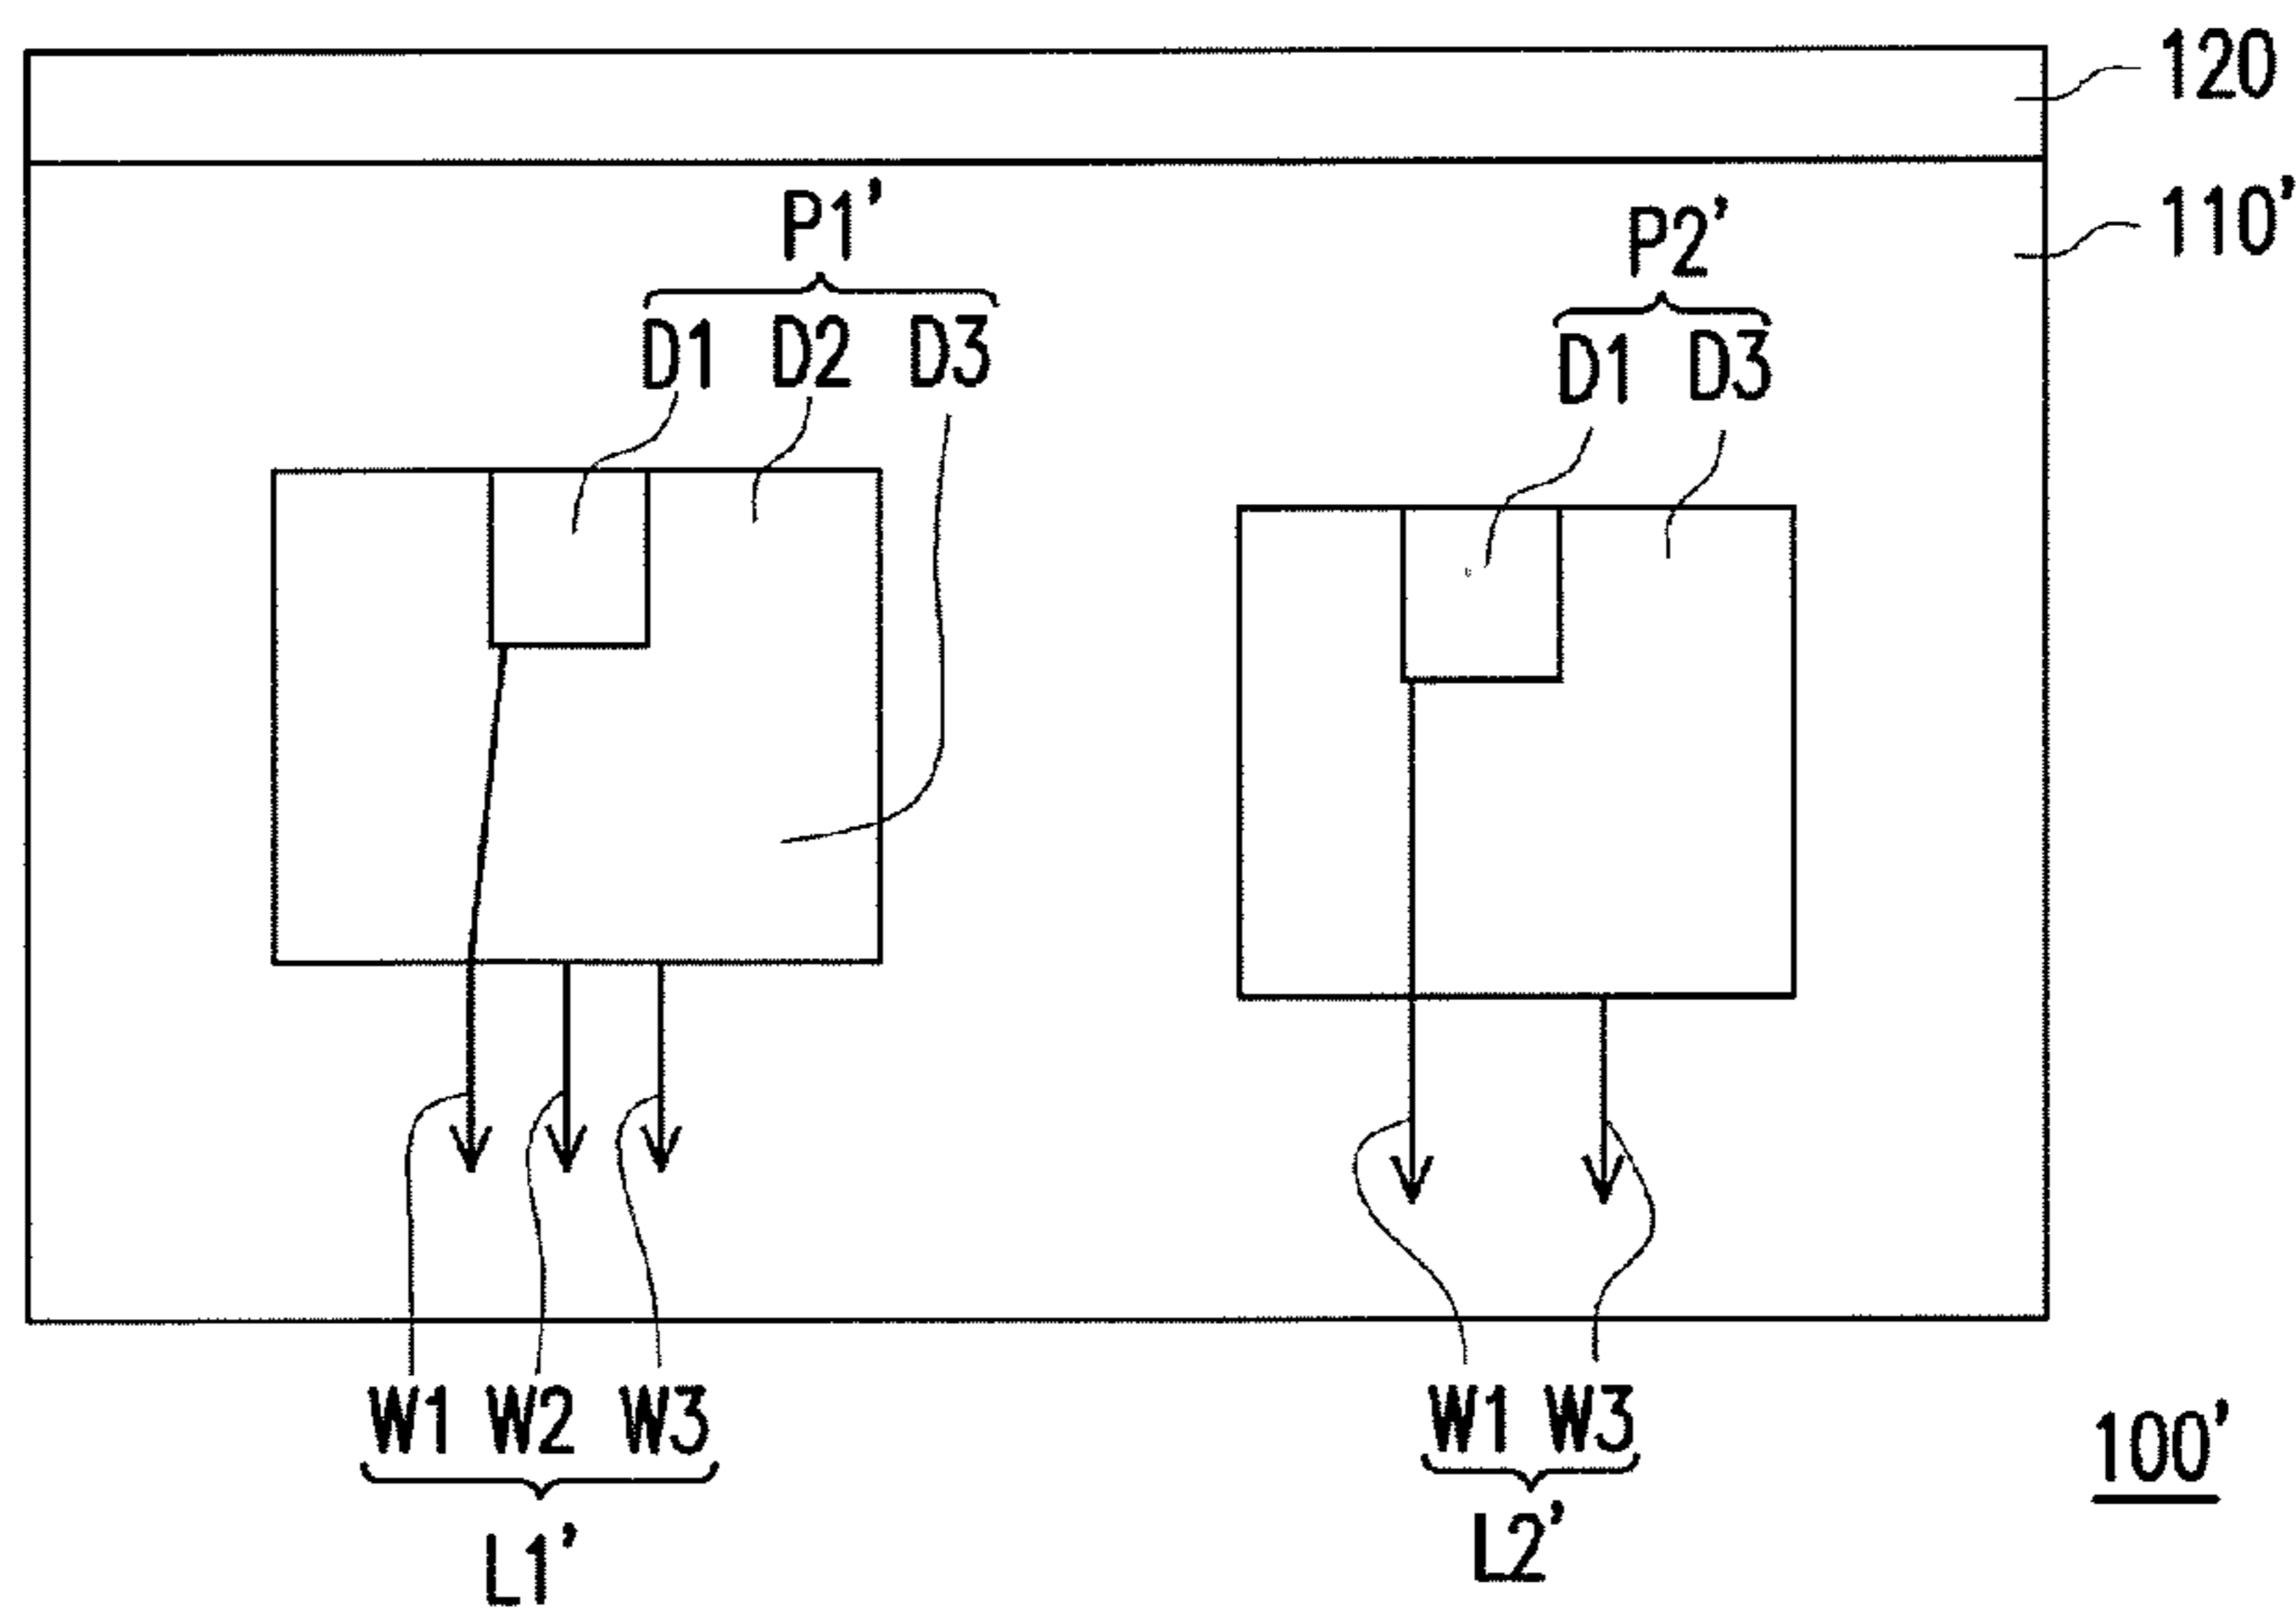 120
110'
P1' P2'
D1 D2 D3 D1 D3
W1 W2 W3 W1 W3
L1' L2'
100'